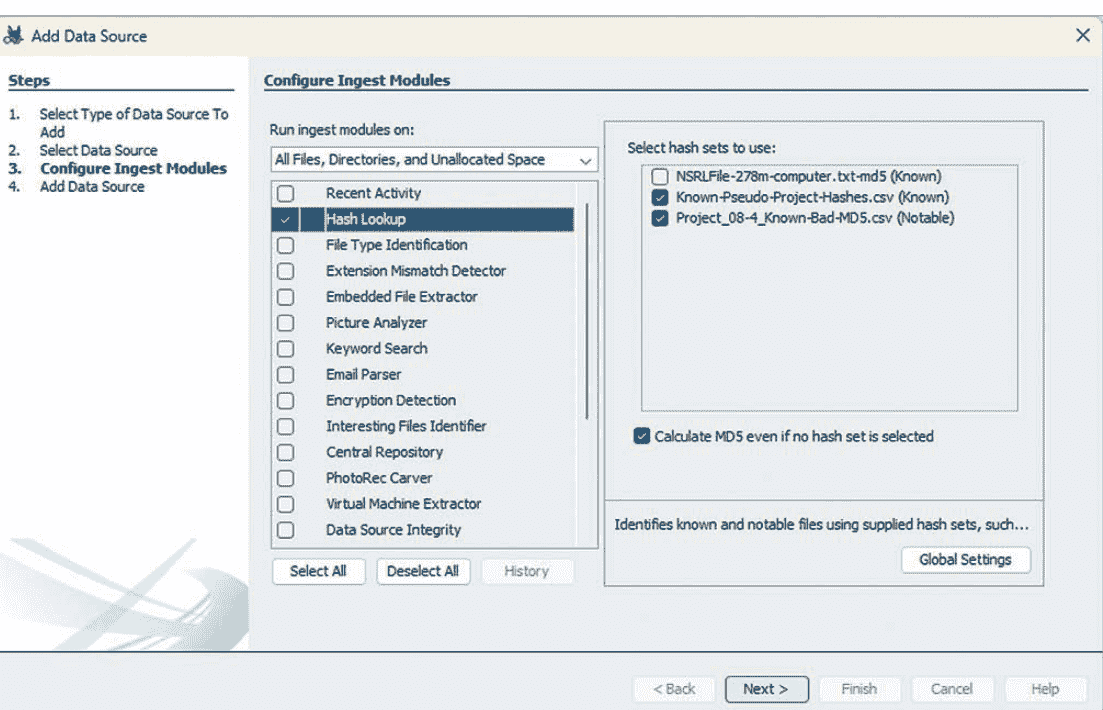 Add Data Source
Steps
1. Select Type of Data Source To
Add
2. Select Data Source
3. Configure Ingest Modules
4. Add Data Source
Configure Ingest Modules
Run ingest modules on:
All Files, Directories, and Unallocated Space
Recent Activity
Hash Lookup
File Type Identification
Extension Mismatch Detector
Embedded File Extractor
Picture Analyzer
Keyword Search
Email Parser
Encryption Detection
Interesting Files Identifier
Central Repository
PhotoRec Carver
Virtual Machine Extractor
Data Source Integrity
Select All
Deselect All
History
Select hash sets to use:
NSRLFile-278m-computer.txt-md5 (Known)
Known-Pseudo-Project-Hashes.csv (Known)
Project_08-4_Known-Bad-MD5.csv (Notable)
Calculate MD5 even if no hash set is selected
Identifies known and notable files using supplied hash sets, such...
Global Settings
< Back
Next >
Finish
Cancel
Help